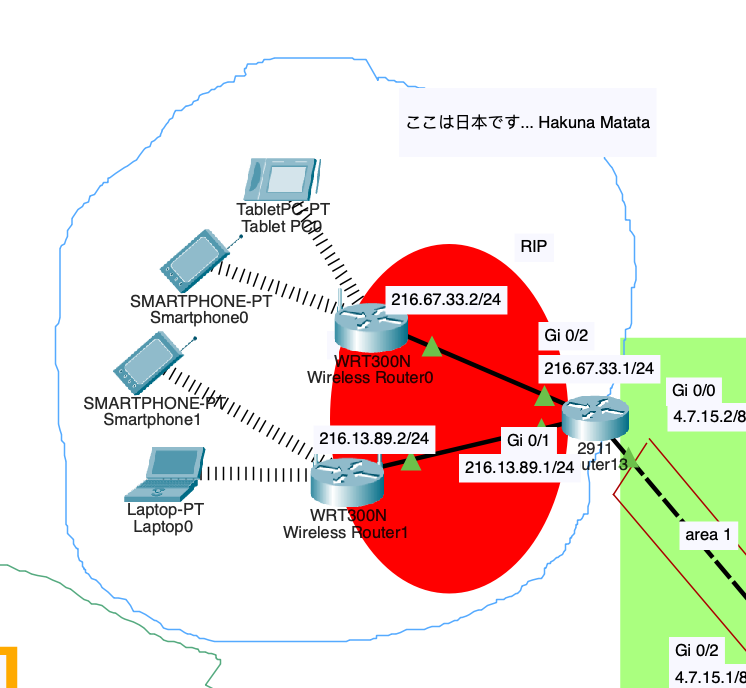 ここは日本です... Hakuna Matata
TabletPC-PT
Tablet PC0
RIP
SMARTPHONE-PT
Smartphone0
216.67.33.2/24
WRT300N
Wireless Router0
Gi 0/2
216.67.33.1/24
Gi 0/0
4.7.15.2/8
SMARTPHONE-PT
Smartphone1
216.13.89.2/24
Gi 0/1
216.13.89.1/24
2911
uter13
Laptop-PT
Laptop0
WRT300N
Wireless Router1
area 1
Gi 0/2
4.7.15.1/8